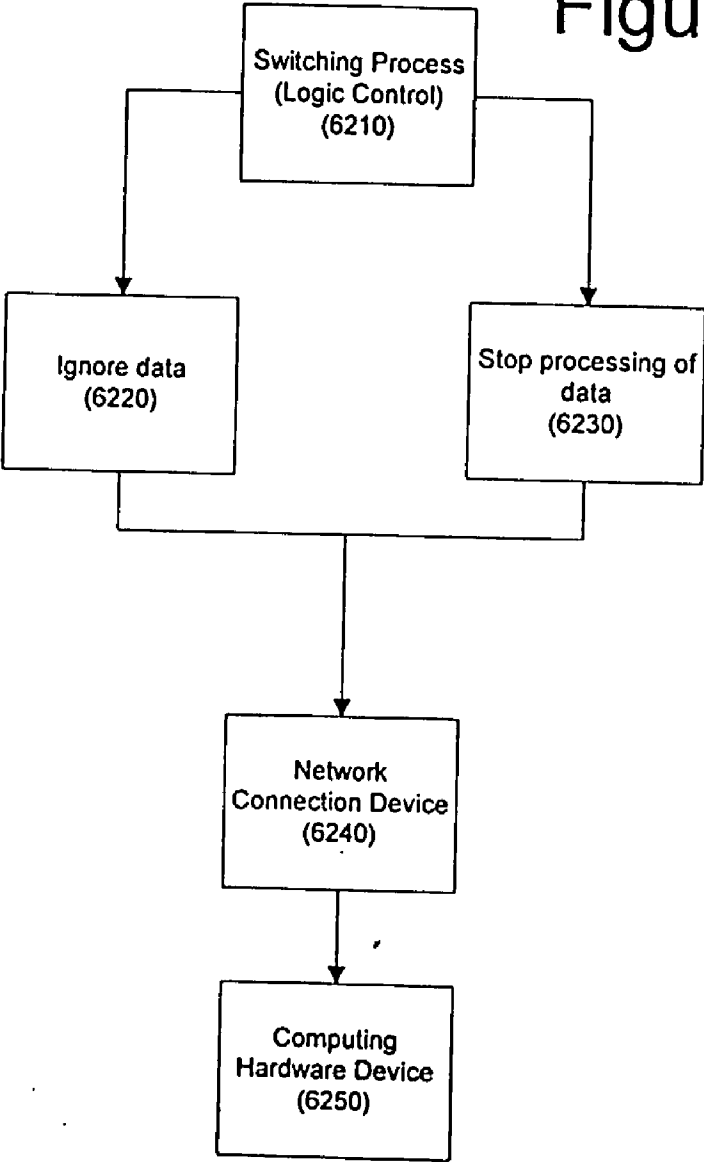 Figu
Switching Process
(Logic Control)
(6210)
Ignore data
(6220)
Stop processing of
data
(6230)
Network
Connection Device
(6240)
Computing
Hardware Device
(6250)